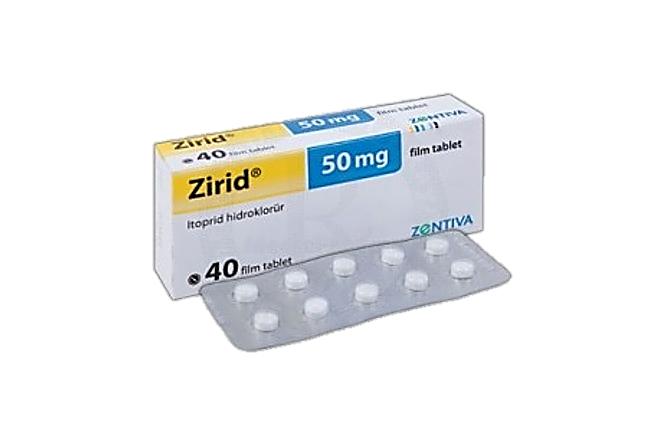 Zirid® 50 mg film tablet ZENTIVA
40 film tablet
Zirid® 50 mg film tablet
Itoprid hidroklorür
ZENTIVA
40 film tablet